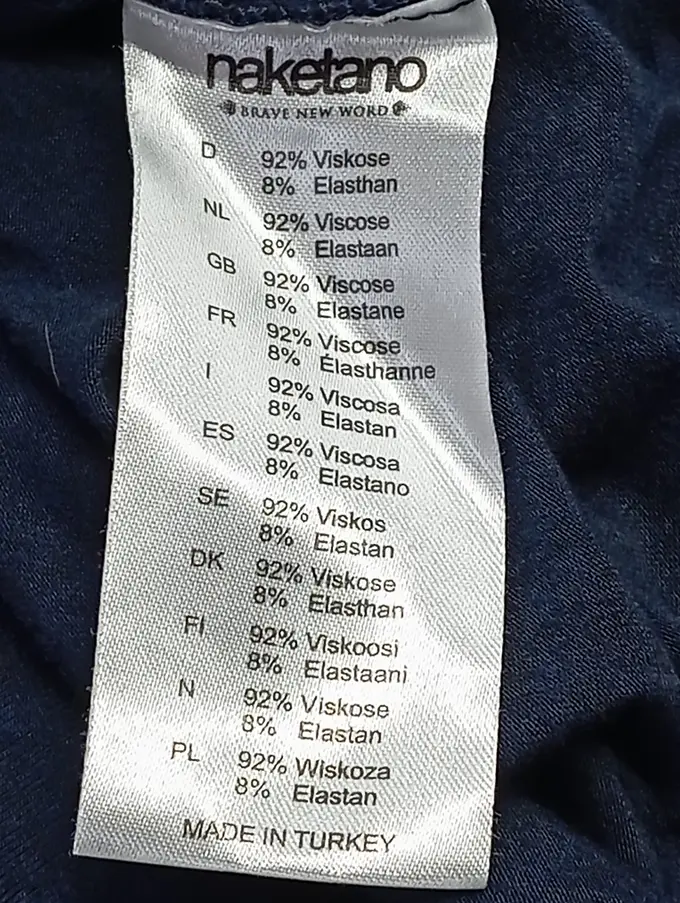 naketano
BRAVE NEW WORD
D 92% Viskose
8% Elasthan
NL 92% Viscose
8% Elastaan
GB 92% Viscose
8% Elastane
FR 92% Viscose
8% Élasthanne
I 92% Viscosa
8% Elastan
ES 92% Viscosa
8% Elastano
SE 92% Viskos
8% Elastan
DK 92% Viskose
8% Elasthan
FI 92% Viskoosi
8% Elastaani
N 92% Viskose
8% Elastan
PL 92% Wiskoza
8% Elastan
MADE IN TURKEY